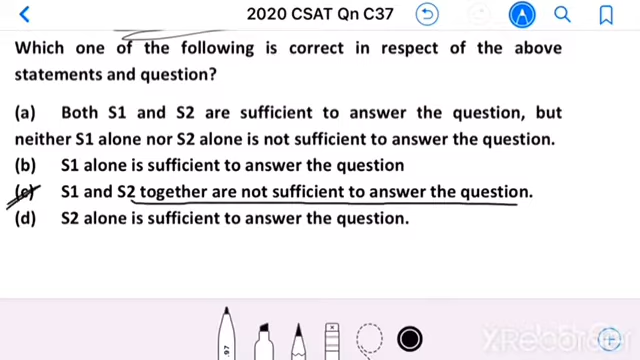 2020 CSAT Qn C37
Which one of the following is correct in respect of the above
statements and question?
(a) Both S1 and S2 are sufficient to answer the question, but
neither S1 alone nor S2 alone is not sufficient to answer the question.
(b) S1 alone is sufficient to answer the question
(c) S1 and S2 together are not sufficient to answer the question.
(d) S2 alone is sufficient to answer the question.
.97
XRecorder